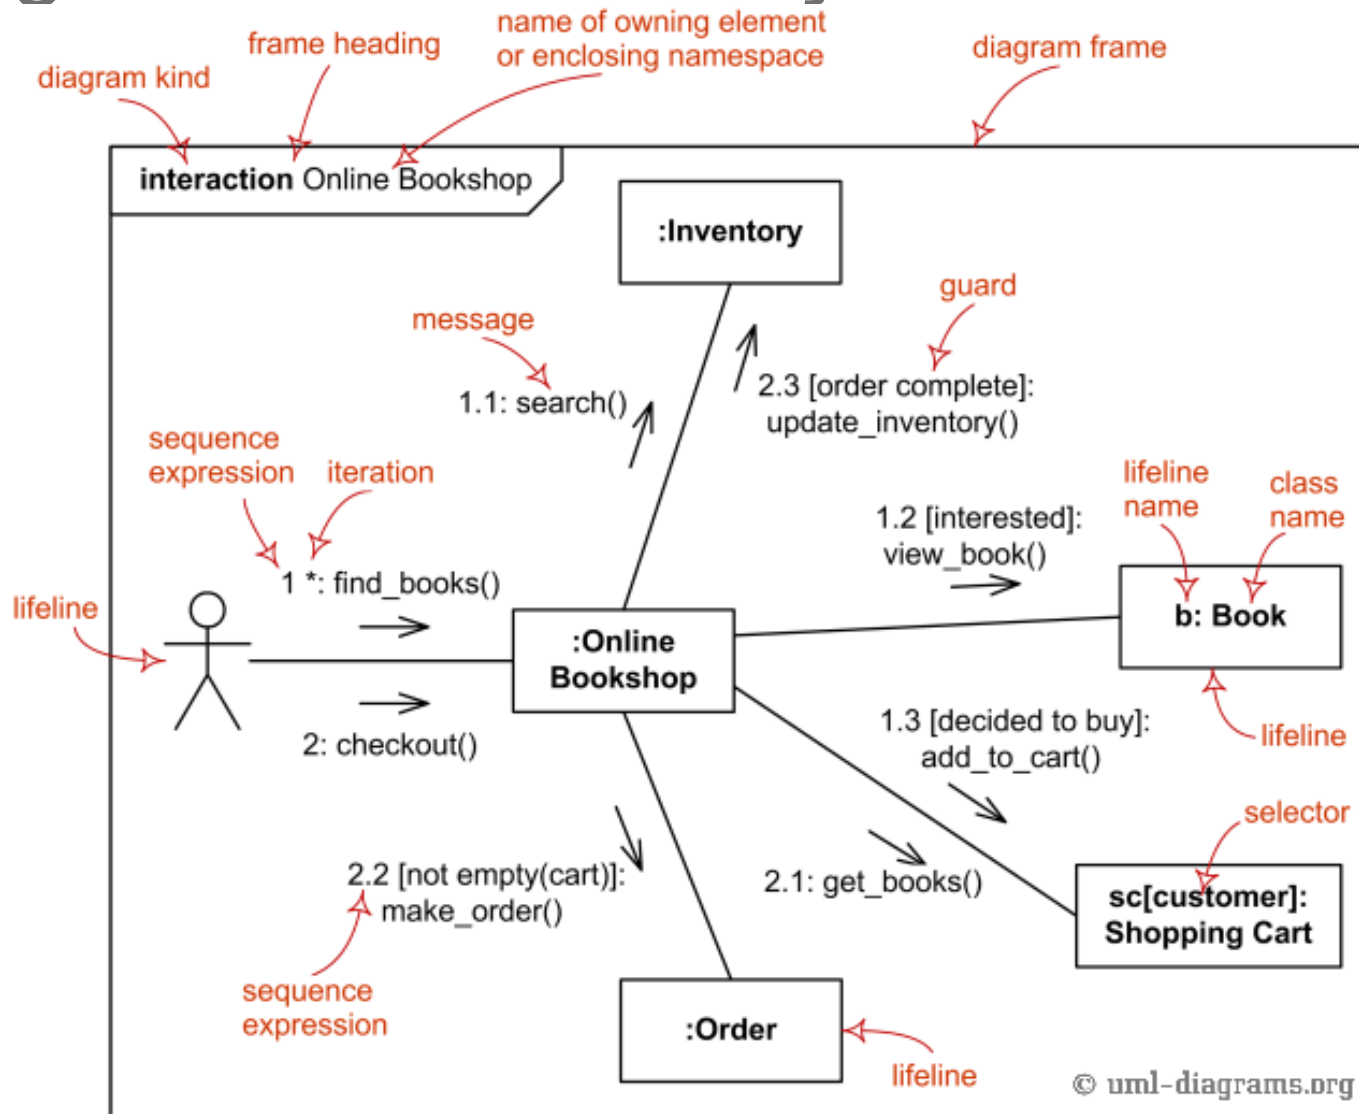 name of owning element
or enclosing namespace
frame heading
diagram frame
diagram kind
interaction Online Bookshop
:Inventory
guard
message
2.3 [order complete]:
update_inventory()
1.1: search()
sequence
expression
iteration
lifeline
name
class
name
1.2 [interested]:
view_book()
1 *: find_books()
lifeline
b: Book
:Online
Bookshop
1.3 [decided to buy]:
add_to_cart()
lifeline
2: checkout()
selector
2.2 [not empty(cart)]:
make_order()
2.1: get_books()
sc[customer]:
Shopping Cart
sequence
expression
:Order
lifeline
© uml-diagrams.org